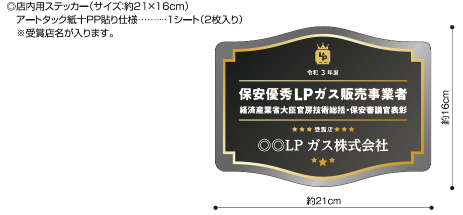 ◎店内用ステッカー（サイズ:約21×16cm）
アートタック紙+PP貼り仕様………1シート（2枚入り）
※受賞店名が入ります。
LP
令和 3 年度
保安優秀LPガス販売事業者
経済産業省大臣官房技術総括・保安審議官表彰
★★★ 受賞店 ★★★
◎◎LP ガス株式会社
約16cm
約21cm